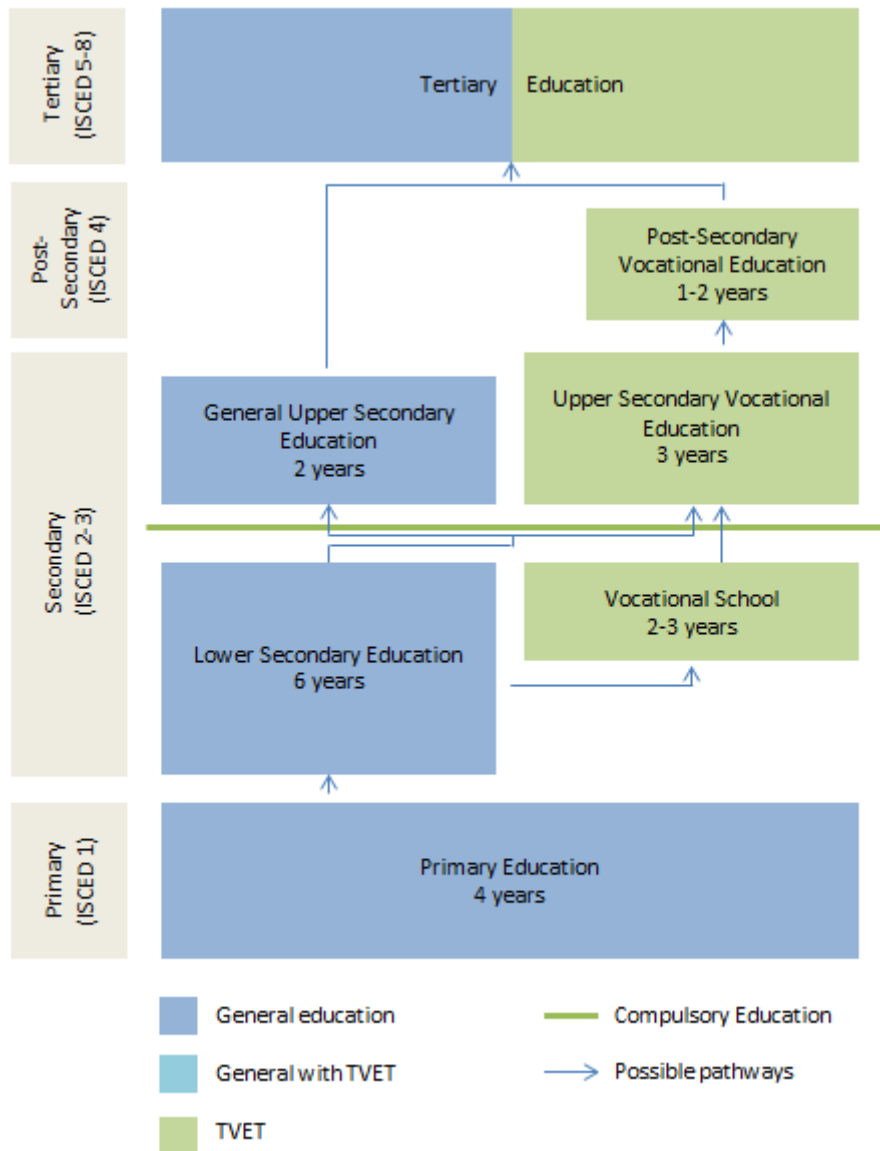 Tertiary
(ISCED 5-8)
Tertiary Education
Post-
Secondary
(ISCED 4)
Post-Secondary
Vocational Education
1-2 years
Secondary
(ISCED 2-3)
General Upper Secondary
Education
2 years
Upper Secondary Vocational
Education
3 years
Lower Secondary Education
6 years
Vocational School
2-3 years
Primary
(ISCED 1)
Primary Education
4 years
General education
Compulsory Education
General with TVET
Possible pathways
TVET